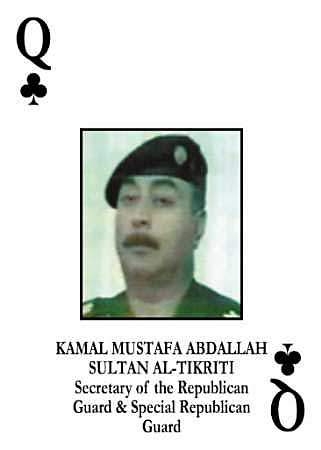 Q
KAMAL MUSTAFA ABDALLAH
SULTAN AL-TIKRITI
Secretary of the Republican
Guard & Special Republican
Guard
Q